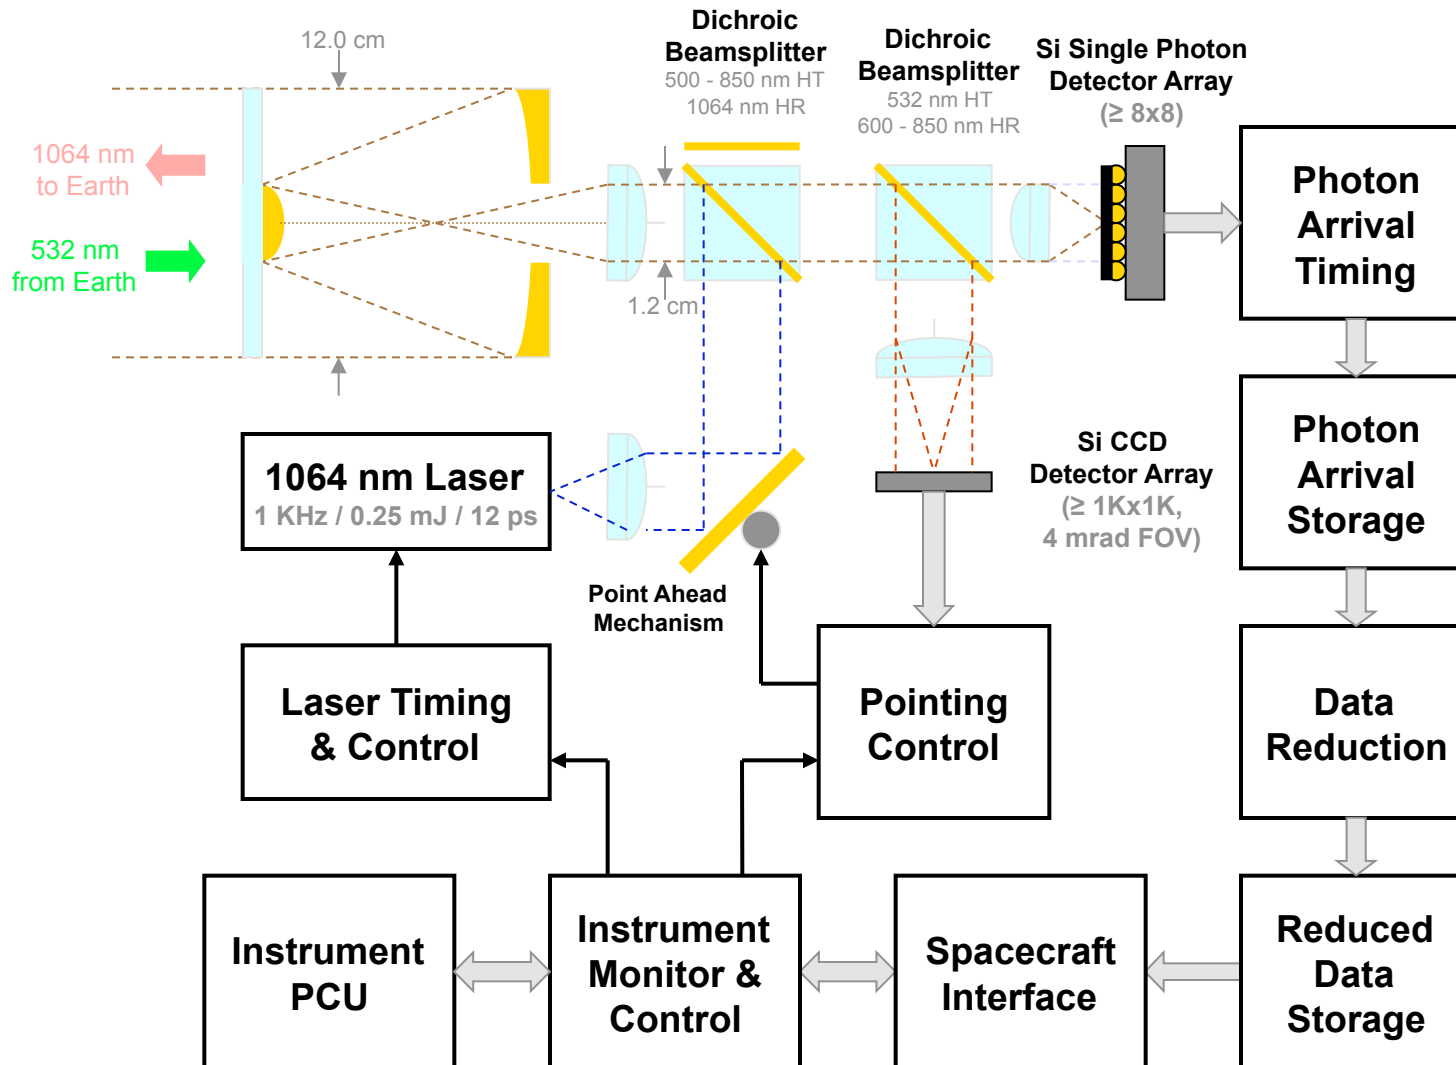 12.0 cm
Dichroic
Beamsplitter
500 - 850 nm HT
1064 nm HR
Dichroic
Beamsplitter
532 nm HT
600 - 850 nm HR
Si Single Photon
Detector Array
(≥ 8x8)
1064 nm
to Earth
532 nm
from Earth
1.2 cm
Photon
Arrival
Timing
1064 nm Laser
1 KHz / 0.25 mJ / 12 ps
Si CCD
Detector Array
(≥ 1Kx1K,
4 mrad FOV)
Photon
Arrival
Storage
Point Ahead
Mechanism
Laser Timing
& Control
Pointing
Control
Data
Reduction
Instrument
PCU
Instrument
Monitor &
Control
Spacecraft
Interface
Reduced
Data
Storage